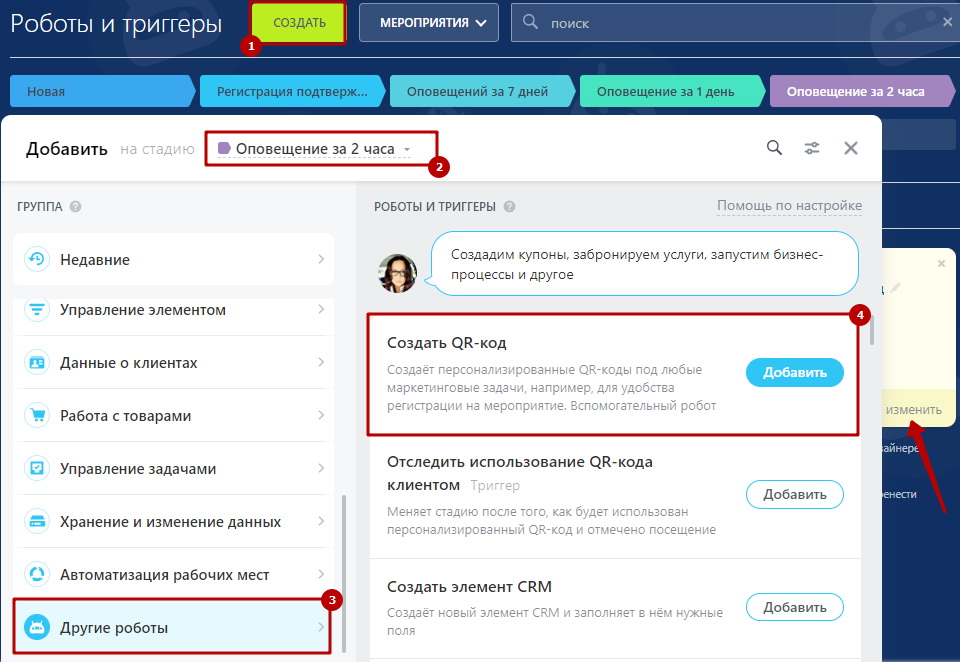 Роботы и триггеры
СОЗДАТЬ
1
МЕРОПРИЯТИЯ
поиск
Новая
Регистрация подтверж...
Оповещений за 7 дней
Оповещение за 1 день
Оповещение за 2 часа
Добавить на стадию
Оповещение за 2 часа
2
ГРУППА ?
РОБОТЫ И ТРИГГЕРЫ ?
Помощь по настройке
Недавние
Управление элементом
Данные о клиентах
Работа с товарами
Управление задачами
Хранение и изменение данных
Автоматизация рабочих мест
3
Другие роботы
Создадим купоны, забронируем услуги, запустим бизнес-
процессы и другое
4
Создать QR-код
Создаёт персонализированные QR-коды под любые
маркетинговые задачи, например, для удобства
регистрации на мероприятие. Вспомогательный робот
Добавить
Отследить использование QR-кода
клиентом Триггер
Меняет стадию после того, как будет использован
персонализированный QR-код и отмечено посещение
Добавить
Создать элемент CRM
Создаёт новый элемент CRM и заполняет в нём нужные
поля
Добавить
изменить
зайнере
ренести